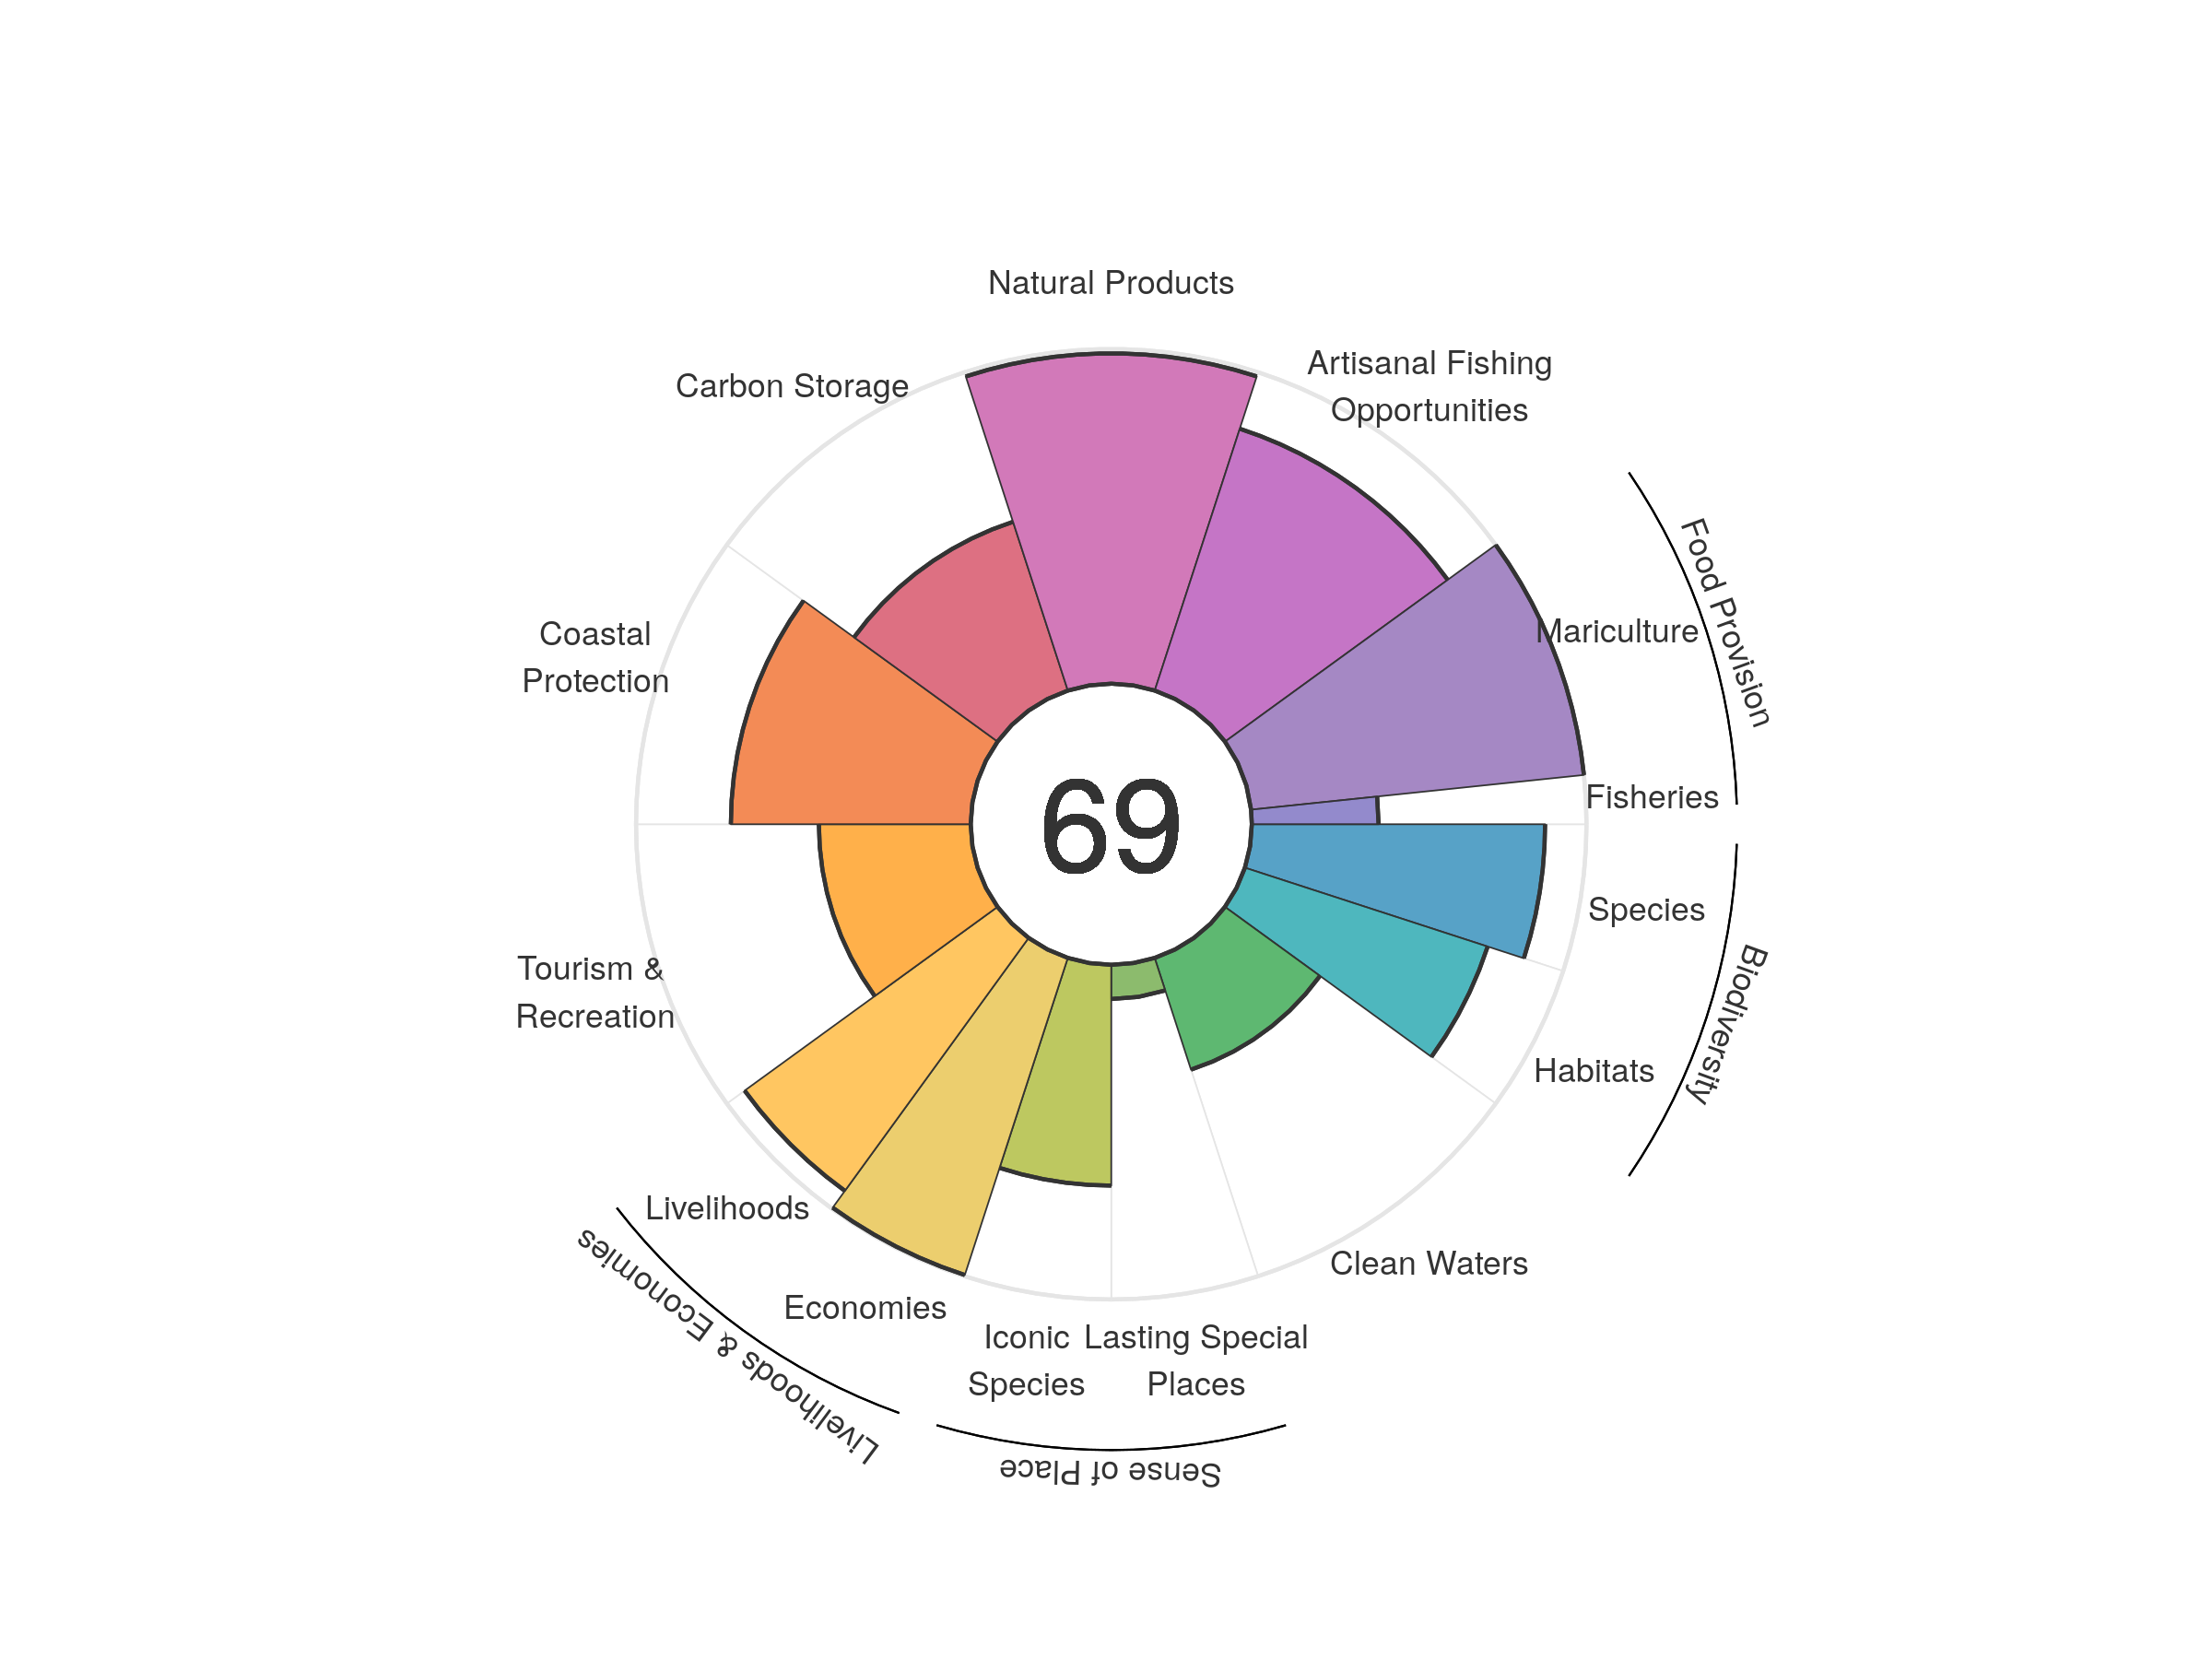 Natural Products
Artisanal Fishing
Opportunities
Carbon Storage
Food Provision
Mariculture
Coastal
Protection
69
Fisheries
Species
Biodiversity
Tourism &
Recreation
Habitats
Livelihoods
Livelihoods & Economies
Clean Waters
Economies
Iconic
Species
Lasting Special
Places
Sense of Place